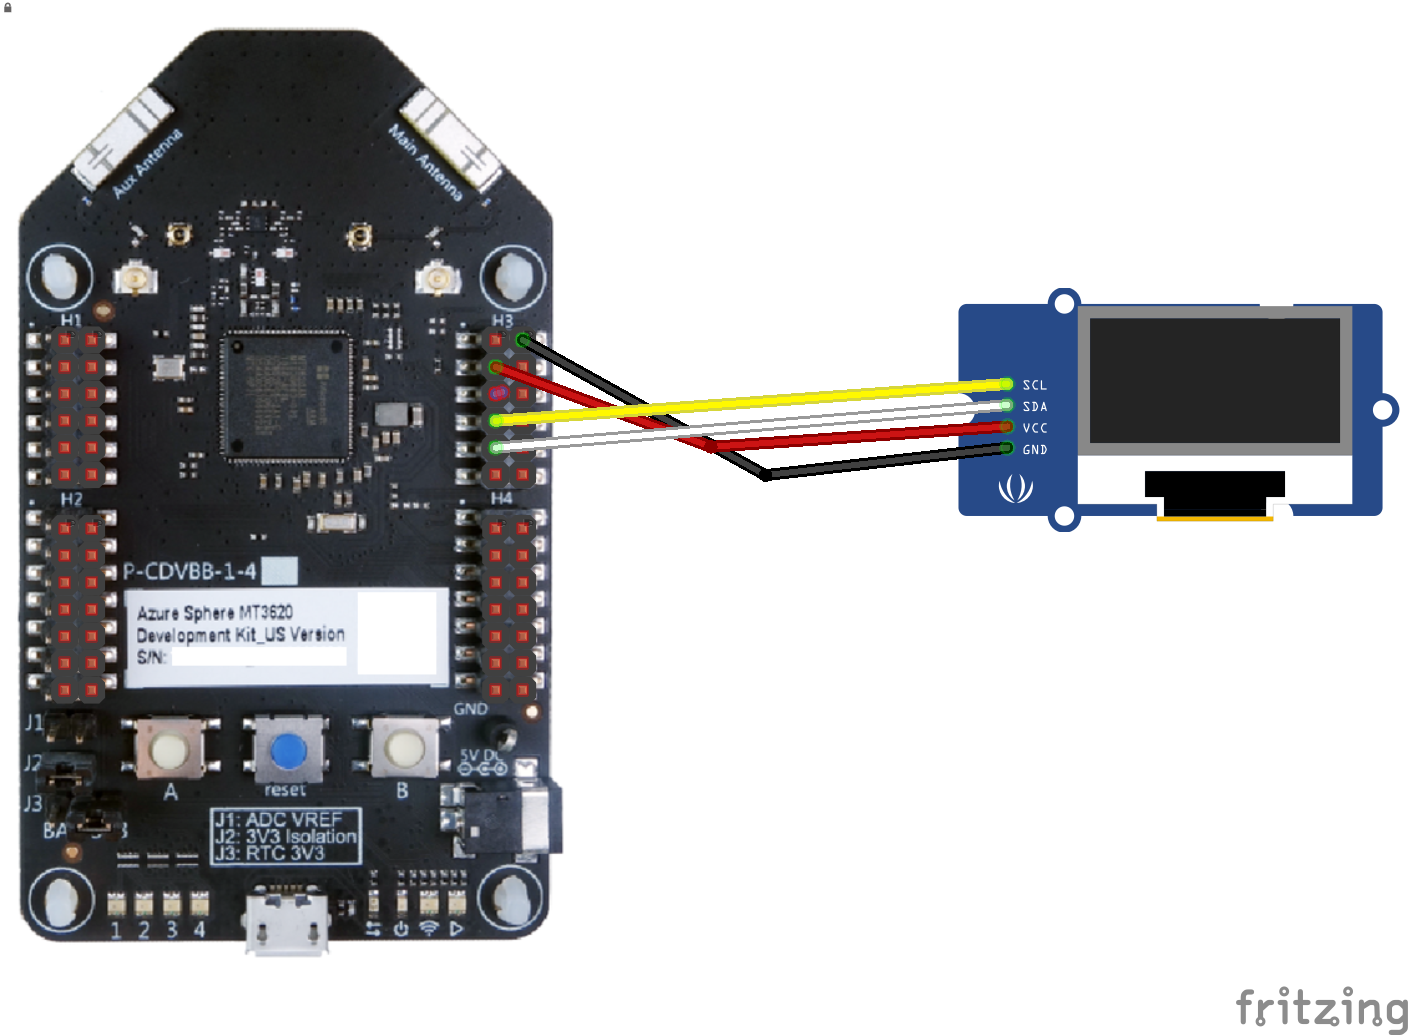 Aux Antenna
Main Antenna
H1
H3
SCL
SDA
VCC
GND
H2
H4
P-CDVBB-1-4
Azure Sphere MT3620
Development Kit_US Version
S/N:
GND
J1
J2
5V DC
A
reset
B
J3
BA
J1: ADC VREF
J2: 3V3 Isolation
J3: RTC 3V3
1 2 3 4
fritzing